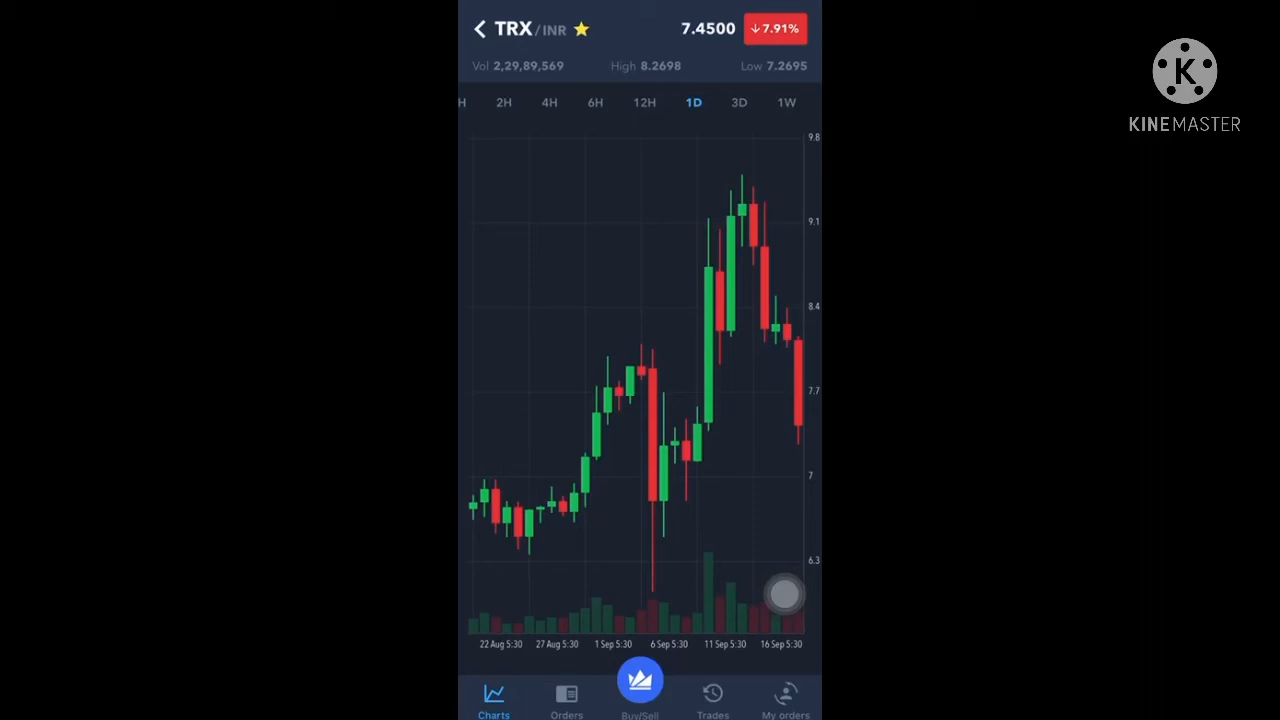 TRX/INR 7.4500 ↓7.91%
Vol 2,29,89,569 High 8.2698 Low 7.2695
H 2H 4H 6H 12H 1D 3D 1W
K
KINEMASTER
9.8
9.1
8.4
7.7
7
6.3
22 Aug 5:30 27 Aug 5:30 1 Sep 5:30 6 Sep 5:30 11 Sep 5:30 16 Sep 5:30
Charts Orders Buy/Sell Trades My orders